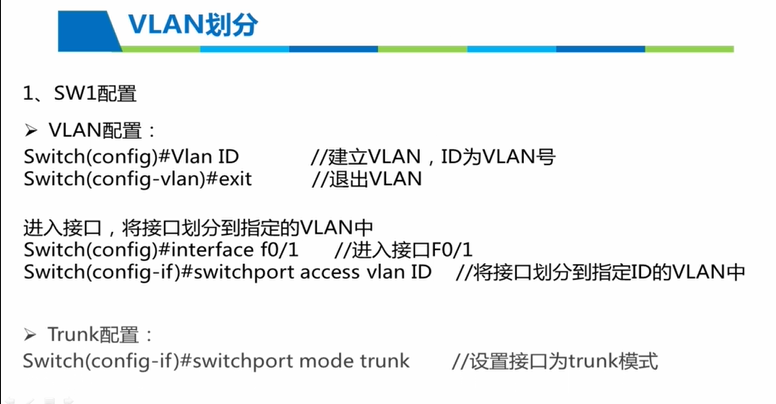 VLAN划分
1、SW1配置
➢ VLAN配置：
Switch(config)#Vlan ID //建立VLAN，ID为VLAN号
Switch(config-vlan)#exit //退出VLAN
进入接口，将接口划分到指定的VLAN中
Switch(config)#interface f0/1 //进入接口F0/1
Switch(config-if)#switchport access vlan ID //将接口划分到指定ID的VLAN中
➢ Trunk配置：
Switch(config-if)#switchport mode trunk //设置接口为trunk模式